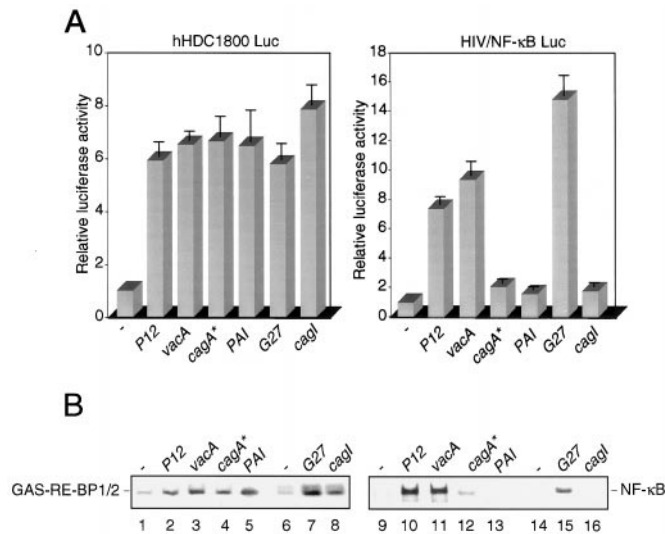 A
hHDC1800 Luc
HIV/NF-κB Luc
Relative luciferase activity
10
8
6
4
2
0
- P12 vacA cagA* PAI G27 cagI
Relative luciferase activity
18
16
14
12
10
8
6
4
2
0
- P12 vacA cagA* PAI G27 cagI
B
- P12 vacA cagA* PAI - G27 cagI
- P12 vacA cagA* PAI - G27 cagI
GAS-RE-BP1/2
NF-κB
1 2 3 4 5 6 7 8
9 10 11 12 13 14 15 16